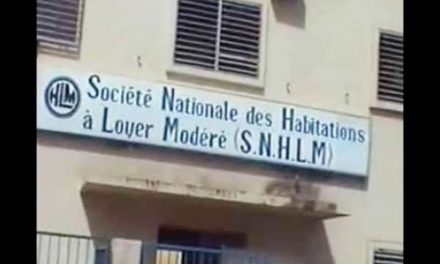 HLM
Société Nationale des Habitations
à Loyer Modéré (S.N.H.L.M)